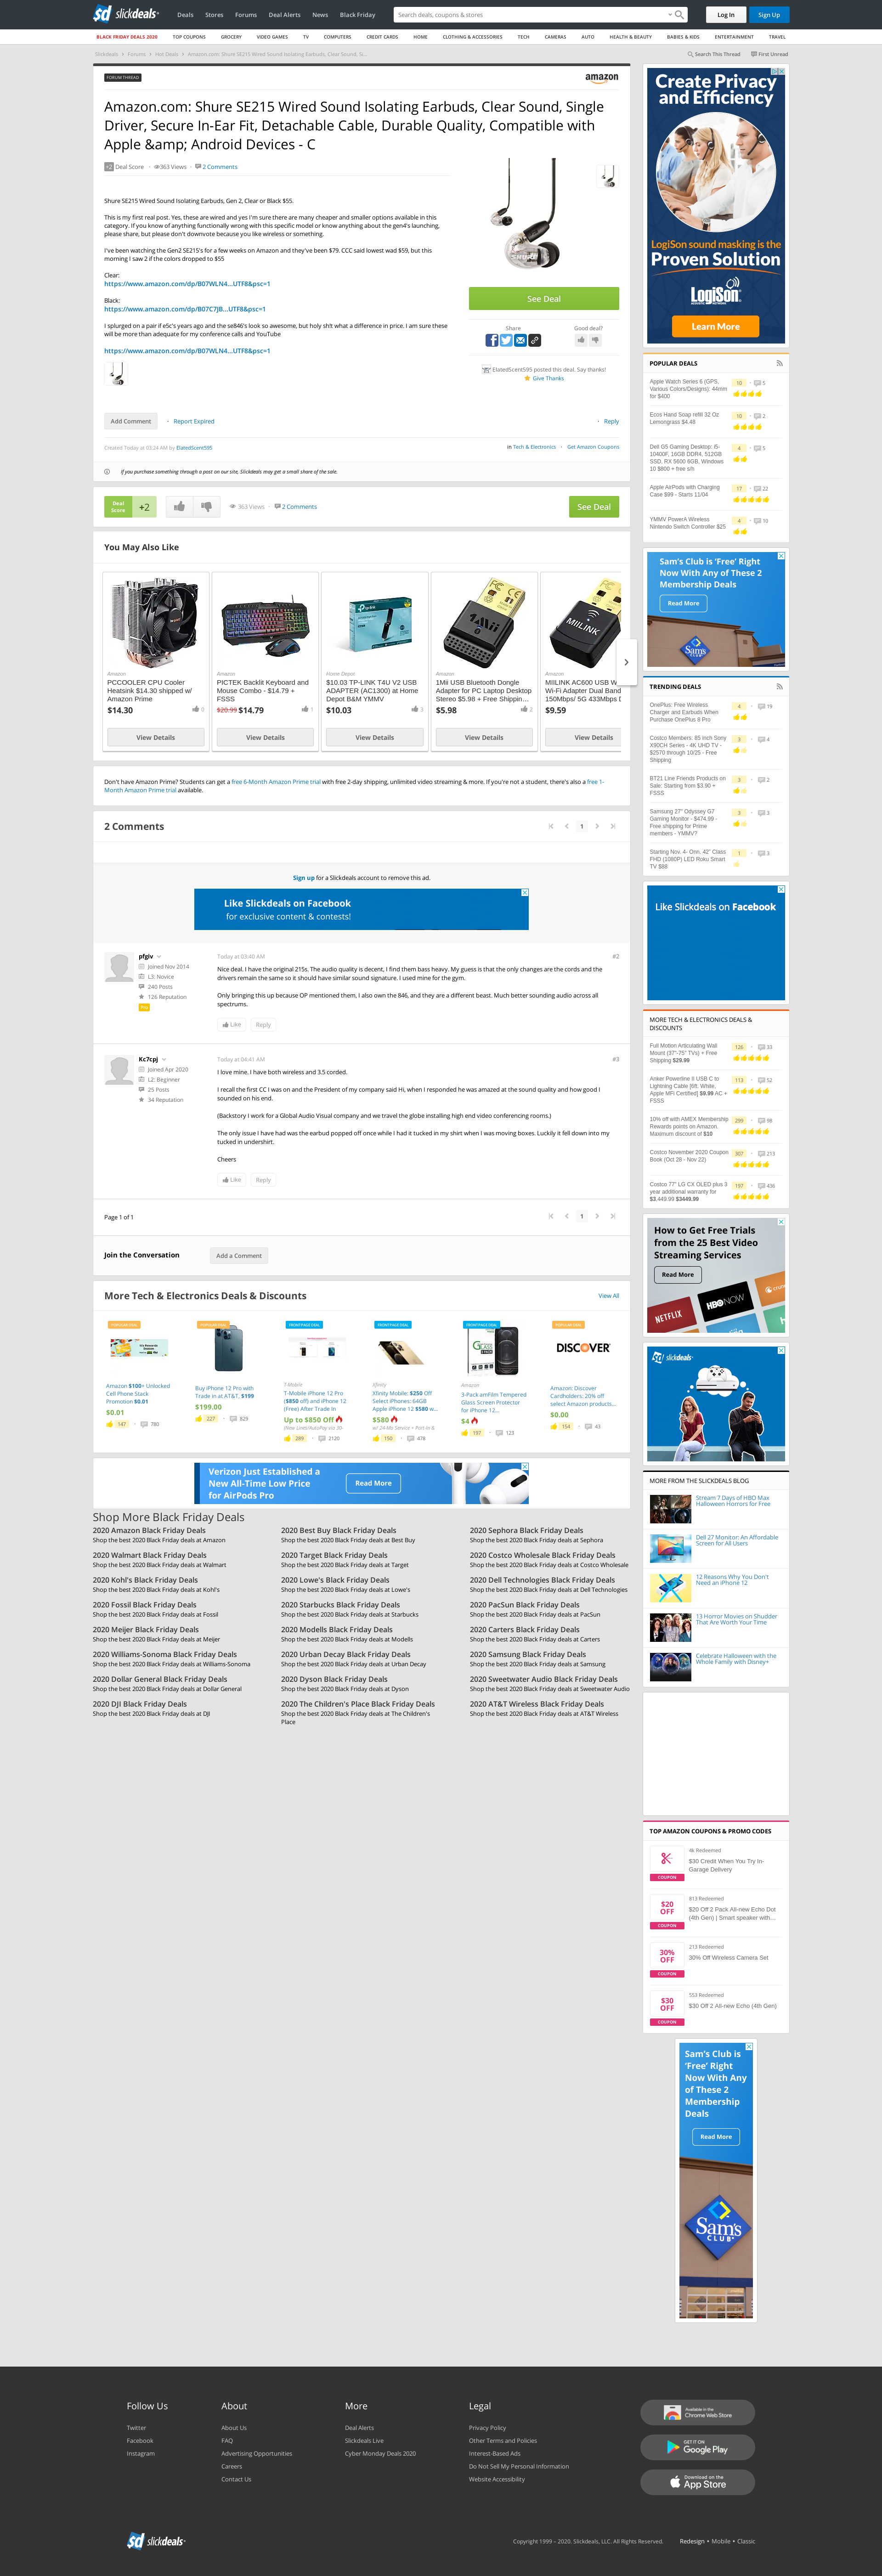 slickdeals
Deals
Stores
Forums
Deal Alerts
News
Black Friday
Search deals, coupons & stores
Log In
Sign Up
BLACK FRIDAY DEALS 2020
TOP COUPONS
GROCERY
VIDEO GAMES
TV
COMPUTERS
CREDIT CARDS
HOME
CLOTHING & ACCESSORIES
TECH
CAMERAS
AUTO
HEALTH & BEAUTY
BABIES & KIDS
ENTERTAINMENT
TRAVEL
Slickdeals > Forums > Hot Deals > Amazon.com: Shure SE215 Wired Sound Isolating Earbuds, Clear Sound, S...
Search This Thread
First Unread
FORUM THREAD
amazon
Amazon.com: Shure SE215 Wired Sound Isolating Earbuds, Clear Sound, Single
Driver, Secure In-Ear Fit, Detachable Cable, Durable Quality, Compatible with
Apple &amp; Android Devices - C
+2 Deal Score
363 Views
2 Comments
Shure SE215 Wired Sound Isolating Earbuds, Gen 2, Clear or Black $55.
This is my first real post. Yes, these are wired and yes I'm sure there are many cheaper and smaller options available in this
category. If you know of anything functionally wrong with this specific model or know anything about the gen4's launching,
please share, but please don't downvote because you like wireless or something.
I've been watching the Gen2 SE215's for a few weeks on Amazon and they've been $79. CCC said lowest wad $59, but this
morning I saw 2 if the colors dropped to $55
Clear:
https://www.amazon.com/dp/B07WLN4...UTF8&psc=1
Black:
https://www.amazon.com/dp/B07C7JB...UTF8&psc=1
I splurged on a pair if e5c's years ago and the se846's look so awesome, but holy sh!t what a difference in price. I am sure these
will be more than adequate for my conference calls and YouTube
https://www.amazon.com/dp/B07WLN4...UTF8&psc=1
See Deal
Share
Good deal?
ElatedScent595 posted this deal. Say thanks!
Give Thanks
Add Comment
Report Expired
Reply
Created Today at 03:24 AM by ElatedScent595
in Tech & Electronics
Get Amazon Coupons
If you purchase something through a post on our site, Slickdeals may get a small share of the sale.
Deal
Score
+2
363 Views
2 Comments
See Deal
You May Also Like
Amazon
PCCOOLER CPU Cooler
Heatsink $14.30 shipped w/
Amazon Prime
$14.30
0
View Details
Amazon
PICTEK Backlit Keyboard and
Mouse Combo - $14.79 +
FSSS
$20.99 $14.79
1
View Details
Home Depot
$10.03 TP-LINK T4U V2 USB
ADAPTER (AC1300) at Home
Depot B&M YMMV
$10.03
3
View Details
Amazon
1Mii USB Bluetooth Dongle
Adapter for PC Laptop Desktop
Stereo $5.98 + Free Shippin...
$5.98
2
View Details
Amazon
MIILINK AC600 USB W
Wi-Fi Adapter Dual Band
150Mbps/ 5G 433Mbps D
$9.59
View Details
Don't have Amazon Prime? Students can get a free 6-Month Amazon Prime trial with free 2-day shipping, unlimited video streaming & more. If you're not a student, there's also a free 1-
Month Amazon Prime trial available.
2 Comments
1
Sign up for a Slickdeals account to remove this ad.
Like Slickdeals on Facebook
for exclusive content & contests!
pfgiv
Joined Nov 2014
L3: Novice
240 Posts
126 Reputation
Pro
Today at 03:40 AM
#2
Nice deal. I have the original 215s. The audio quality is decent, I find them bass heavy. My guess is that the only changes are the cords and the
drivers remain the same so it should have similar sound signature. I used mine for the gym.
Only bringing this up because OP mentioned them, I also own the 846, and they are a different beast. Much better sounding audio across all
spectrums.
Like
Reply
Kc7cpj
Joined Apr 2020
L2: Beginner
25 Posts
34 Reputation
Today at 04:41 AM
#3
I love mine. I have both wireless and 3.5 corded.
I recall the first CC I was on and the President of my company said Hi, when I responded he was amazed at the sound quality and how good I
sounded on his end.
(Backstory I work for a Global Audio Visual company and we travel the globe installing high end video conferencing rooms.)
The only issue I have had was the earbud popped off once while I had it tucked in my shirt when I was moving boxes. Luckily it fell down into my
tucked in undershirt.
Cheers
Like
Reply
Page 1 of 1
1
Join the Conversation
Add a Comment
More Tech & Electronics Deals & Discounts
View All
POPULAR DEAL
Amazon $100+ Unlocked
Cell Phone Stack
Promotion $0.01
$0.01
147
780
POPULAR DEAL
Buy iPhone 12 Pro with
Trade in at AT&T, $199
$199.00
227
829
FRONTPAGE DEAL
T-Mobile
T-Mobile iPhone 12 Pro
($850 off) and iPhone 12
(Free) After Trade In
Up to $850 Off
(New Lines/AutoPay via 30-
289
2120
FRONTPAGE DEAL
Xfinity
Xfinity Mobile: $250 Off
Select iPhones: 64GB
Apple iPhone 12 $580 w...
$580
w/ 24-Mo Service + Port-in &
150
478
FRONTPAGE DEAL
Amazon
3-Pack amFilm Tempered
Glass Screen Protector
for iPhone 12...
$4
197
123
POPULAR DEAL
DISCOVER
Amazon: Discover
Cardholders: 20% off
select Amazon products...
$0.00
154
43
Verizon Just Established a
New All-Time Low Price
for AirPods Pro
Read More
Shop More Black Friday Deals
2020 Amazon Black Friday Deals
Shop the best 2020 Black Friday deals at Amazon
2020 Best Buy Black Friday Deals
Shop the best 2020 Black Friday deals at Best Buy
2020 Sephora Black Friday Deals
Shop the best 2020 Black Friday deals at Sephora
2020 Walmart Black Friday Deals
Shop the best 2020 Black Friday deals at Walmart
2020 Target Black Friday Deals
Shop the best 2020 Black Friday deals at Target
2020 Costco Wholesale Black Friday Deals
Shop the best 2020 Black Friday deals at Costco Wholesale
2020 Kohl's Black Friday Deals
Shop the best 2020 Black Friday deals at Kohl's
2020 Lowe's Black Friday Deals
Shop the best 2020 Black Friday deals at Lowe's
2020 Dell Technologies Black Friday Deals
Shop the best 2020 Black Friday deals at Dell Technologies
2020 Fossil Black Friday Deals
Shop the best 2020 Black Friday deals at Fossil
2020 Starbucks Black Friday Deals
Shop the best 2020 Black Friday deals at Starbucks
2020 PacSun Black Friday Deals
Shop the best 2020 Black Friday deals at PacSun
2020 Meijer Black Friday Deals
Shop the best 2020 Black Friday deals at Meijer
2020 Modells Black Friday Deals
Shop the best 2020 Black Friday deals at Modells
2020 Carters Black Friday Deals
Shop the best 2020 Black Friday deals at Carters
2020 Williams-Sonoma Black Friday Deals
Shop the best 2020 Black Friday deals at Williams-Sonoma
2020 Urban Decay Black Friday Deals
Shop the best 2020 Black Friday deals at Urban Decay
2020 Samsung Black Friday Deals
Shop the best 2020 Black Friday deals at Samsung
2020 Dollar General Black Friday Deals
Shop the best 2020 Black Friday deals at Dollar General
2020 Dyson Black Friday Deals
Shop the best 2020 Black Friday deals at Dyson
2020 Sweetwater Audio Black Friday Deals
Shop the best 2020 Black Friday deals at Sweetwater Audio
2020 DJI Black Friday Deals
Shop the best 2020 Black Friday deals at DJI
2020 The Children's Place Black Friday Deals
Shop the best 2020 Black Friday deals at The Children's
Place
2020 AT&T Wireless Black Friday Deals
Shop the best 2020 Black Friday deals at AT&T Wireless
Create Privacy
and Efficiency
LogiSon sound masking is the
Proven Solution
LOGISON
Learn More
POPULAR DEALS
Apple Watch Series 6 (GPS,
Various Colors/Designs): 44mm
for $400
10
5
Ecos Hand Soap refill 32 Oz
Lemongrass $4.48
10
2
Dell G5 Gaming Desktop: i5-
10400F, 16GB DDR4, 512GB
SSD, RX 5600 6GB, Windows
10 $800 + free s/h
4
5
Apple AirPods with Charging
Case $99 - Starts 11/04
17
22
YMMV PowerA Wireless
Nintendo Switch Controller $25
4
10
Sam's Club is 'Free' Right
Now With Any of These 2
Membership Deals
Read More
Sam's
CLUB
TRENDING DEALS
OnePlus: Free Wireless
Charger and Earbuds When
Purchase OnePlus 8 Pro
4
19
Costco Members: 85 inch Sony
X90CH Series - 4K UHD TV -
$2570 through 10/25 - Free
Shipping
3
4
BT21 Line Friends Products on
Sale: Starting from $3.90 +
FSSS
3
2
Samsung 27" Odyssey G7
Gaming Monitor - $474.99 -
Free shipping for Prime
members - YMMV?
3
3
Starting Nov. 4- Onn. 42" Class
FHD (1080P) LED Roku Smart
TV $88
1
3
Like Slickdeals on Facebook
MORE TECH & ELECTRONICS DEALS &
DISCOUNTS
Full Motion Articulating Wall
Mount (37"-75" TVs) + Free
Shipping $29.99
126
33
Anker Powerline II USB C to
Lightning Cable [6ft. White,
Apple MFi Certified] $9.99 AC +
FSSS
113
52
10% off with AMEX Membership
Rewards points on Amazon.
Maximum discount of $10
299
98
Costco November 2020 Coupon
Book (Oct 28 - Nov 22)
307
213
Costco 77" LG CX OLED plus 3
year additional warranty for
$3,449.99 $3449.99
197
436
How to Get Free Trials
from the 25 Best Video
Streaming Services
Read More
NETFLIX
HBO NOW
slickdeals
MORE FROM THE SLICKDEALS BLOG
Stream 7 Days of HBO Max
Halloween Horrors for Free
Dell 27 Monitor: An Affordable
Screen for All Users
12 Reasons Why You Don't
Need an iPhone 12
13 Horror Movies on Shudder
That Are Worth Your Time
Celebrate Halloween with the
Whole Family with Disney+
TOP AMAZON COUPONS & PROMO CODES
4k Redeemed
$30 Credit When You Try In-
Garage Delivery
COUPON
$20
OFF
COUPON
813 Redeemed
$20 Off 2 Pack All-new Echo Dot
(4th Gen) | Smart speaker with...
30%
OFF
COUPON
213 Redeemed
30% Off Wireless Camera Set
$30
OFF
COUPON
553 Redeemed
$30 Off 2 All-new Echo (4th Gen)
Sam's Club is
'Free' Right
Now With Any
of These 2
Membership
Deals
Read More
Sam's
CLUB
Follow Us
Twitter
Facebook
Instagram
About
About Us
FAQ
Advertising Opportunities
Careers
Contact Us
More
Deal Alerts
Slickdeals Live
Cyber Monday Deals 2020
Legal
Privacy Policy
Other Terms and Policies
Interest-Based Ads
Do Not Sell My Personal Information
Website Accessibility
Available in the
Chrome Web Store
GET IT ON
Google Play
Download on the
App Store
slickdeals
Copyright 1999 - 2020. Slickdeals, LLC. All Rights Reserved.
Redesign • Mobile • Classic